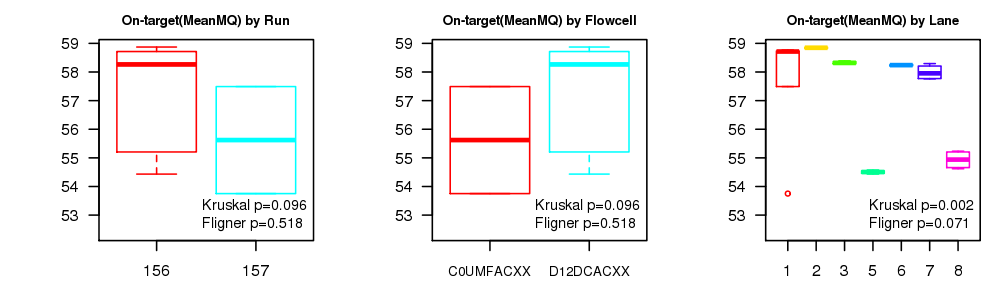 On-target(MeanMQ) by Run
59
58
57
56
55
54
53
Kruskal p=0.096
Fligner p=0.518
156 157
On-target(MeanMQ) by Flowcell
59
58
57
56
55
54
53
Kruskal p=0.096
Fligner p=0.518
C0UMFACXX D12DCACXX
On-target(MeanMQ) by Lane
59
58
57
56
55
54
53
Kruskal p=0.002
Fligner p=0.071
1 2 3 5 6 7 8